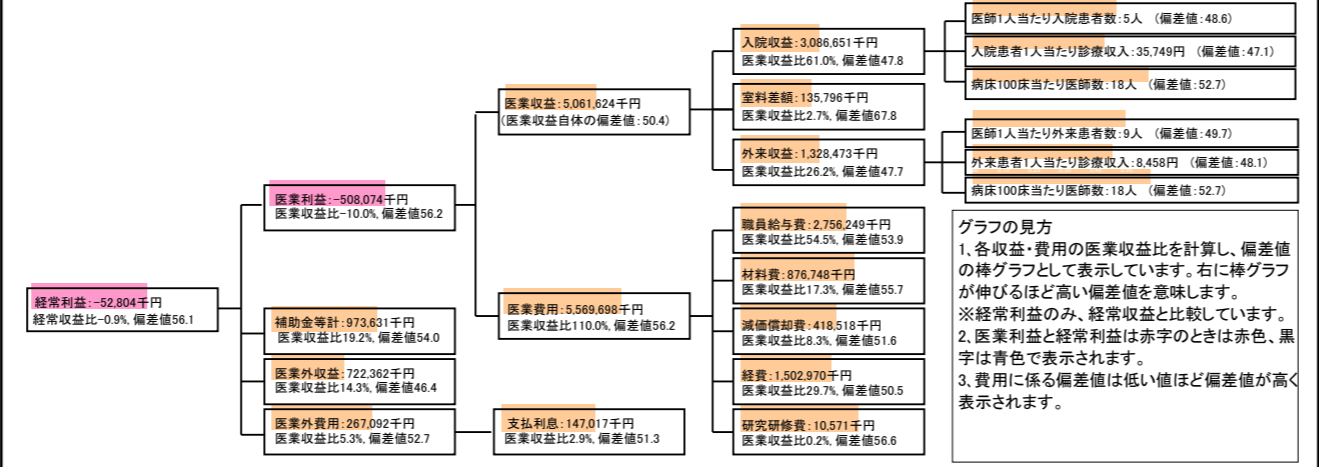 経常利益:-52,804千円
経常収益比-0.9%, 偏差値56.1
医業利益:-508,074千円
医業収益比-10.0%, 偏差値56.2
補助金等計:973,631千円
医業収益比19.2%, 偏差値54.0
医業外収益:722,362千円
医業収益比14.3%, 偏差値46.4
医業外費用:267,092千円
医業収益比5.3%, 偏差値52.7
医業収益:5,061,624千円
(医業収益自体の偏差値:50.4)
医業費用:5,569,698千円
医業収益比110.0%, 偏差値56.2
支払利息:147,017千円
医業収益比2.9%, 偏差値51.3
入院収益:3,086,651千円
医業収益比61.0%, 偏差値47.8
室料差額:135,796千円
医業収益比2.7%, 偏差値67.8
外来収益:1,328,473千円
医業収益比26.2%, 偏差値47.7
職員給与費:2,756,249千円
医業収益比54.5%, 偏差値53.9
材料費:876,748千円
医業収益比17.3%, 偏差値55.7
減価償却費:418,518千円
医業収益比8.3%, 偏差値51.6
経費:1,502,970千円
医業収益比29.7%, 偏差値50.5
研究研修費:10,571千円
医業収益比0.2%, 偏差値56.6
医師1人当たり入院患者数:5人 (偏差値:48.6)
入院患者1人当たり診療収入:35,749円 (偏差値:47.1)
病床100床当たり医師数:18人 (偏差値:52.7)
医師1人当たり外来患者数:9人 (偏差値:49.7)
外来患者1人当たり診療収入:8,458円 (偏差値:48.1)
病床100床当たり医師数:18人 (偏差値:52.7)
グラフの見方
1、各収益・費用の医業収益比を計算し、偏差値
の棒グラフとして表示しています。右に棒グラフ
が伸びるほど高い偏差値を意味します。
※経常利益のみ、経常収益と比較しています。
2、医業利益と経常利益は赤字のときは赤色、黒
字は青色で表示されます。
3、費用に係る偏差値は低い値ほど偏差値が高く
表示されます。